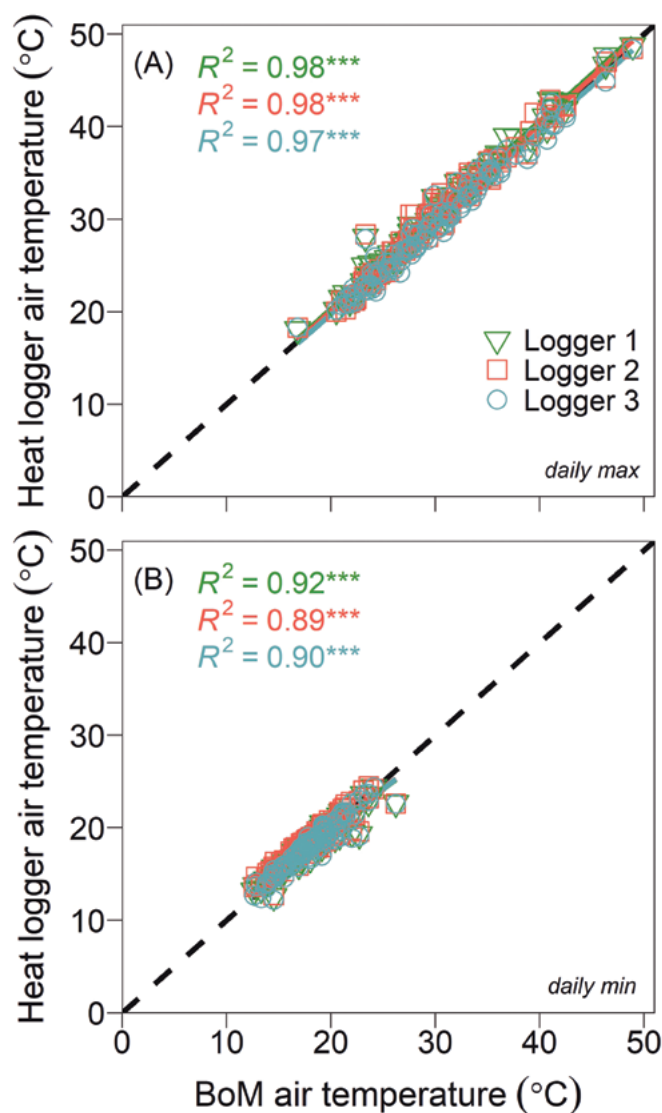 50
(A)
R² = 0.98***
R² = 0.98***
R² = 0.97***
40
30
20
10
0
Heat logger air temperature (°C)
Logger 1
Logger 2
Logger 3
daily max
50
(B)
R² = 0.92***
R² = 0.89***
R² = 0.90***
40
30
20
10
0
Heat logger air temperature (°C)
daily min
0 10 20 30 40 50
BoM air temperature (°C)